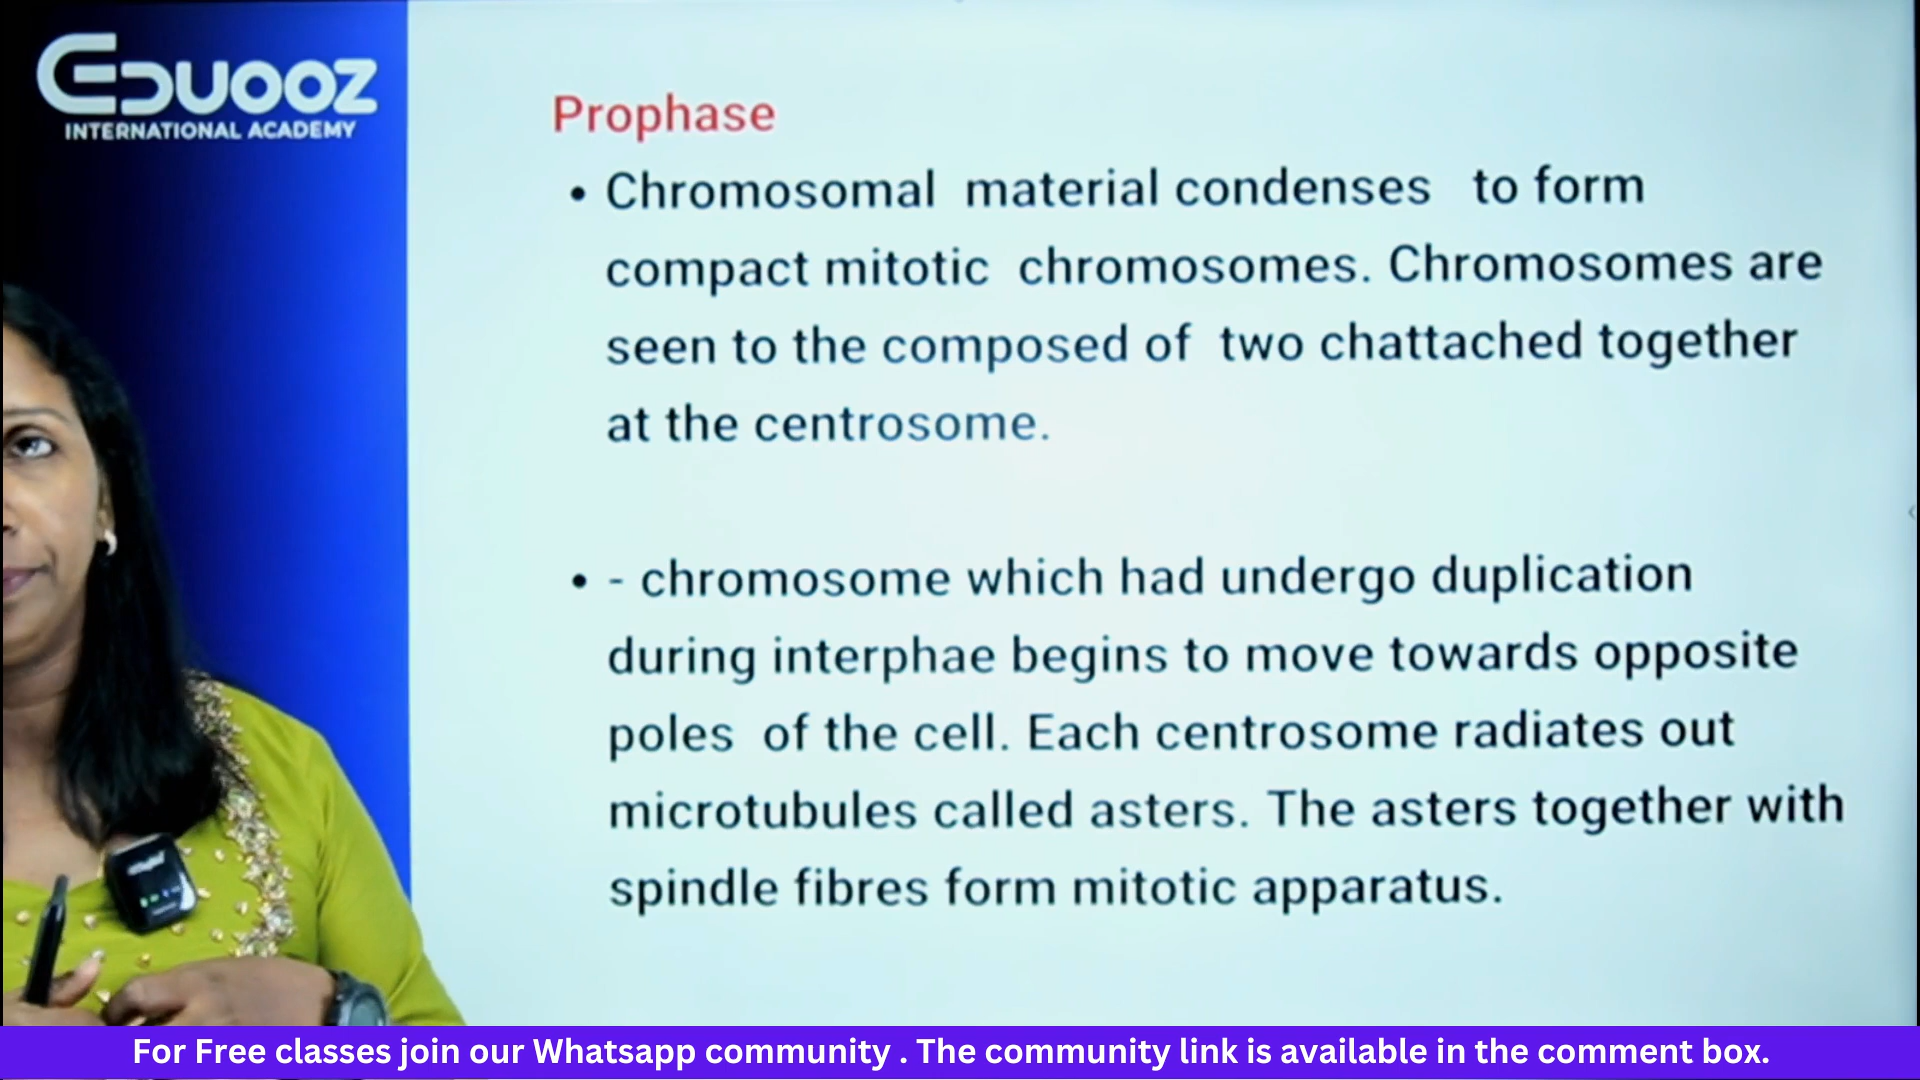 EDUOOZ
INTERNATIONAL ACADEMY
Prophase
• Chromosomal material condenses to form
compact mitotic chromosomes. Chromosomes are
seen to the composed of two chattached together
at the centrosome.
• - chromosome which had undergo duplication
during interphae begins to move towards opposite
poles of the cell. Each centrosome radiates out
microtubules called asters. The asters together with
spindle fibres form mitotic apparatus.
For Free classes join our Whatsapp community . The community link is available in the comment box.